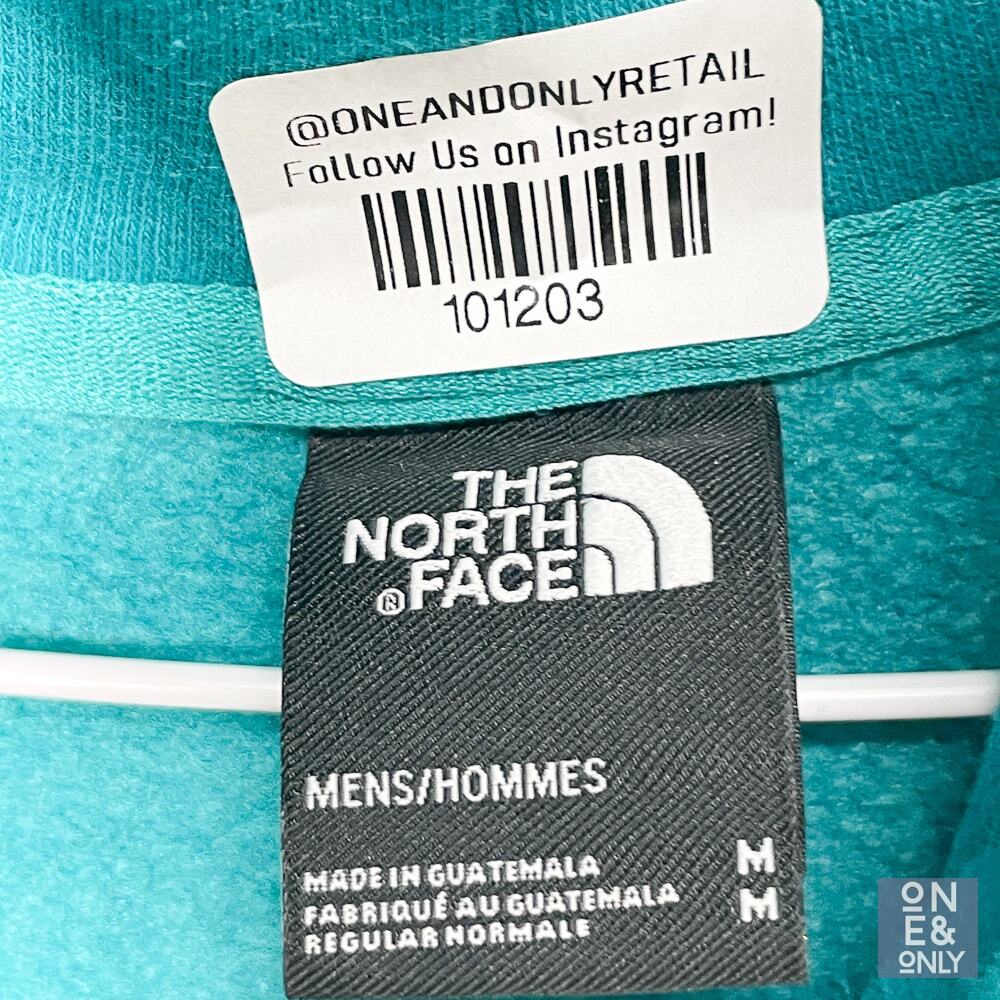 @ONEANDONLYRETAIL
Follow Us on Instagram!
101203
THE
NORTH
®FACE
MENS/HOMMES
MADE IN GUATEMALA M
FABRIQUÉ AU GUATEMALA M
REGULAR NORMALE
ON
E&
ONLY